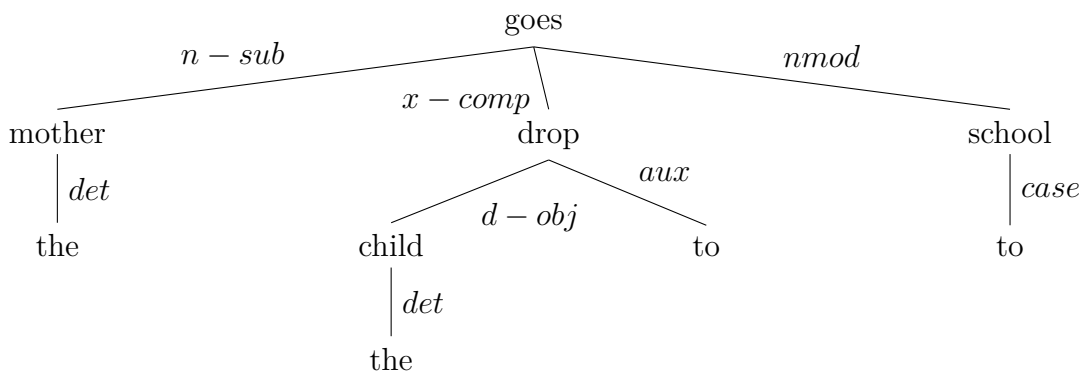 goes
n − sub
nmod
x − comp
mother
drop
school
det
aux
case
d − obj
the
child
to
to
det
the